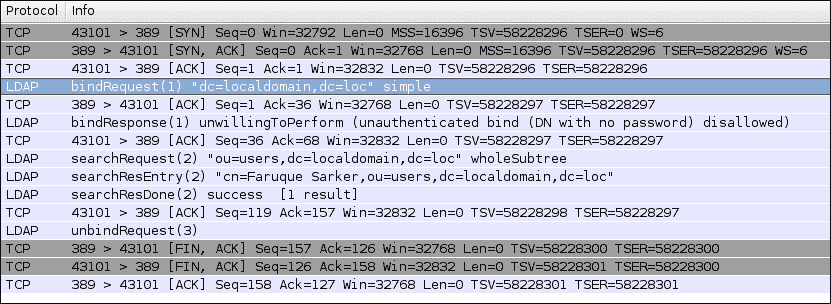 Protocol Info
TCP 43101 > 389 [SYN] Seq=0 Win=32792 Len=0 MSS=16396 TSV=58228296 TSER=0 WS=6
TCP 389 > 43101 [SYN, ACK] Seq=0 Ack=1 Win=32768 Len=0 MSS=16396 TSV=58228296 TSER=58228296 WS=6
TCP 43101 > 389 [ACK] Seq=1 Ack=1 Win=32832 Len=0 TSV=58228296 TSER=58228296
LDAP bindRequest(1) "dc=localdomain,dc=loc" simple
TCP 389 > 43101 [ACK] Seq=1 Ack=36 Win=32768 Len=0 TSV=58228297 TSER=58228297
LDAP bindResponse(1) unwillingToPerform (unauthenticated bind (DN with no password) disallowed)
TCP 43101 > 389 [ACK] Seq=36 Ack=68 Win=32832 Len=0 TSV=58228297 TSER=58228297
LDAP searchRequest(2) "ou=users,dc=localdomain,dc=loc" wholeSubtree
LDAP searchResEntry(2) "cn=Faruque Sarker,ou=users,dc=localdomain,dc=loc"
LDAP searchResDone(2) success [1 result]
TCP 43101 > 389 [ACK] Seq=119 Ack=157 Win=32832 Len=0 TSV=58228298 TSER=58228297
LDAP unbindRequest(3)
TCP 389 > 43101 [FIN, ACK] Seq=157 Ack=126 Win=32768 Len=0 TSV=58228300 TSER=58228300
TCP 43101 > 389 [FIN, ACK] Seq=126 Ack=158 Win=32832 Len=0 TSV=58228301 TSER=58228300
TCP 389 > 43101 [ACK] Seq=158 Ack=127 Win=32768 Len=0 TSV=58228301 TSER=58228301